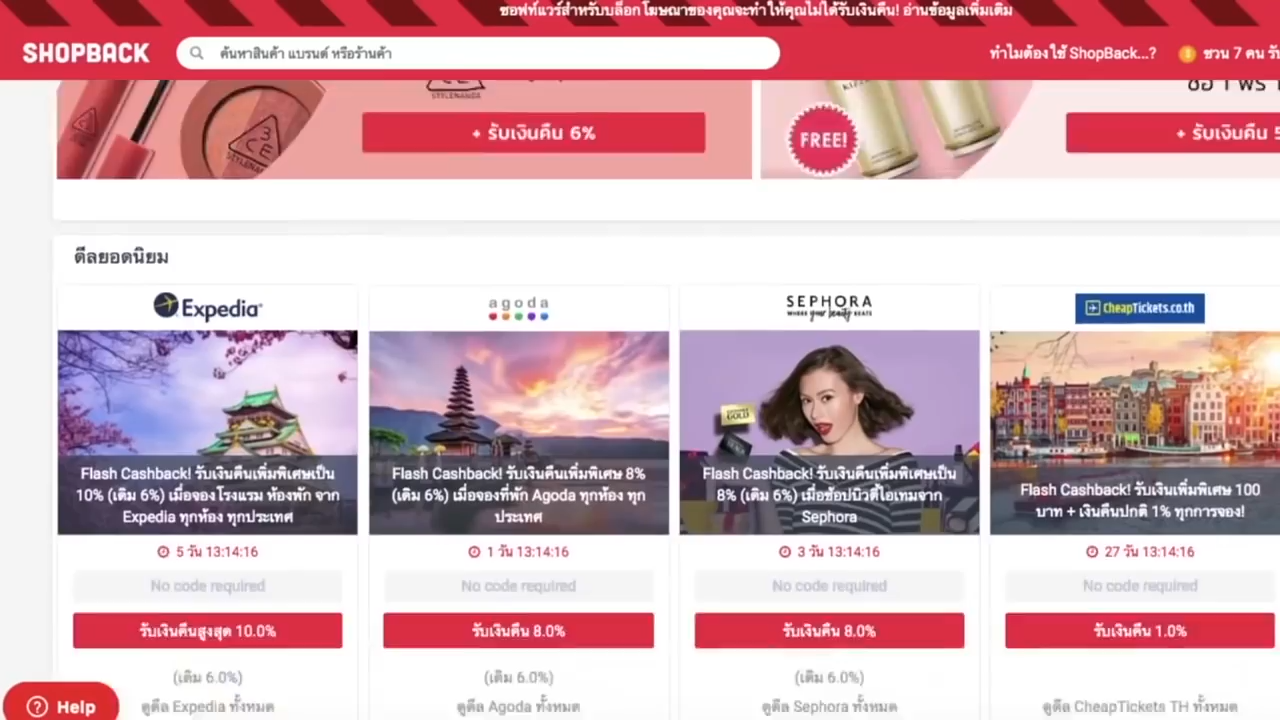 ซอฟท์แวร์สำหรับบล็อกโฆษณาของคุณจะทำให้คุณไม่ได้รับเงินคืน! อ่านข้อมูลเพิ่มเติม
SHOPBACK
ค้นหาสินค้า แบรนด์ หรือร้านค้า
ทำไมต้องใช้ ShopBack...?
ชวน 7 คน
STYLENANDA
3CE
STYLENANDA
+ รับเงินคืน 6%
FREE!
+ รับเงินคืน
ดีลยอดนิยม
Expedia
agoda
SEPHORA
WHERE your beauty BEATS
CheapTickets.co.th
Flash Cashback! รับเงินคืนเพิ่มพิเศษเป็น
10% (เดิม 6%) เมื่อจองโรงแรม ห้องพัก จาก
Expedia ทุกห้อง ทุกประเทศ
Flash Cashback! รับเงินคืนเพิ่มพิเศษ 8%
(เดิม 6%) เมื่อจองที่พัก Agoda ทุกห้อง ทุก
ประเทศ
GOLD
Flash Cashback! รับเงินคืนเพิ่มพิเศษเป็น
8% (เดิม 6%) เมื่อช้อปบิวตี้ไอเทมจาก
Sephora
Flash Cashback! รับเงินเพิ่มพิเศษ 100
บาท + เงินคืนปกติ 1% ทุกการจอง!
5 วัน 13:14:16
1 วัน 13:14:16
3 วัน 13:14:16
27 วัน 13:14:16
No code required
No code required
No code required
No code required
รับเงินคืนสูงสุด 10.0%
รับเงินคืน 8.0%
รับเงินคืน 8.0%
รับเงินคืน 1.0%
(เดิม 6.0%)
(เดิม 6.0%)
(เดิม 6.0%)
Help
ดูดีล Expedia ทั้งหมด
ดูดีล Agoda ทั้งหมด
ดูดีล Sephora ทั้งหมด
ดูดีล CheapTickets TH ทั้งหมด